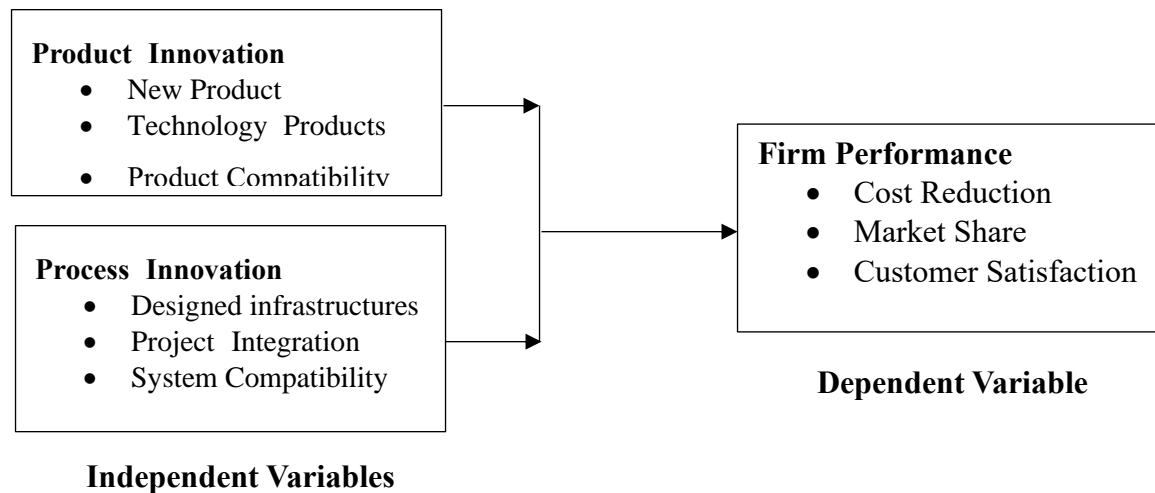 Product Innovation
• New Product
• Technology Products
• Product Compatibility
Process Innovation
• Designed infrastructures
• Project Integration
• System Compatibility
Independent Variables
Firm Performance
• Cost Reduction
• Market Share
• Customer Satisfaction
Dependent Variable